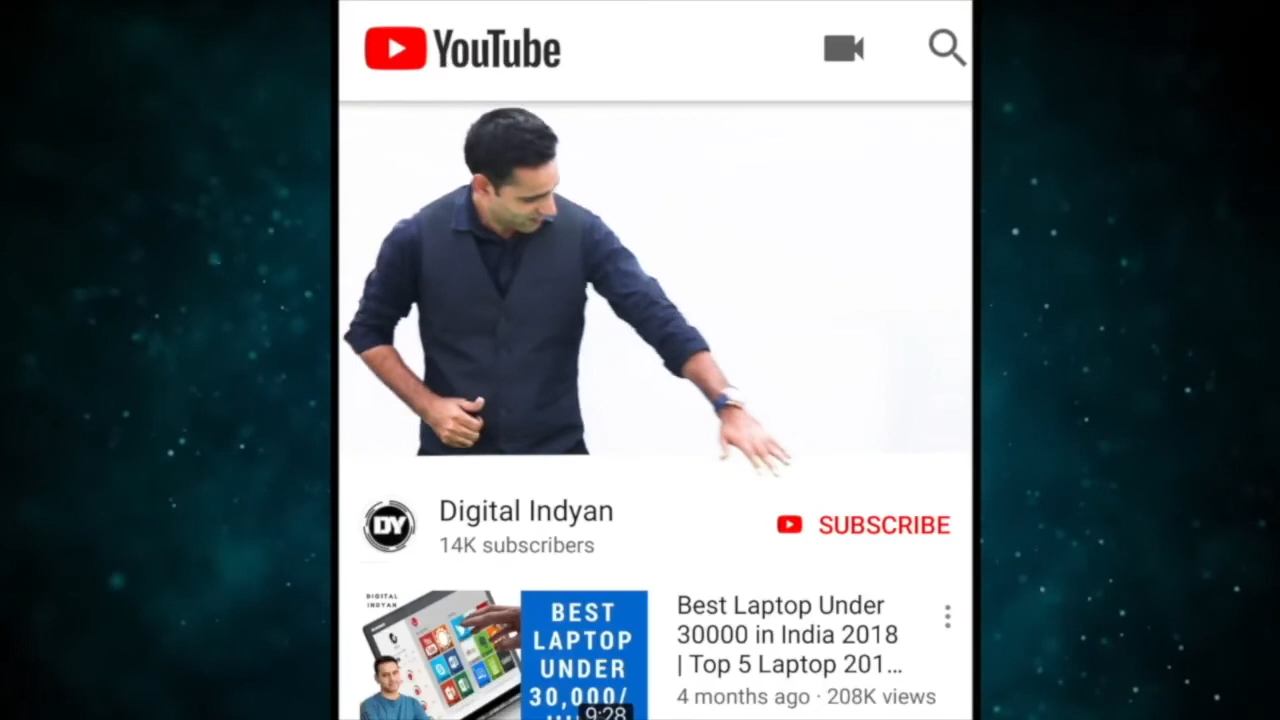 YouTube
Digital Indyan
14K subscribers
SUBSCRIBE
DY
DIGITAL
INDYAN
BEST
LAPTOP
UNDER
30,000/
9:28
Best Laptop Under
30000 in India 2018
| Top 5 Laptop 201...
4 months ago · 208K views